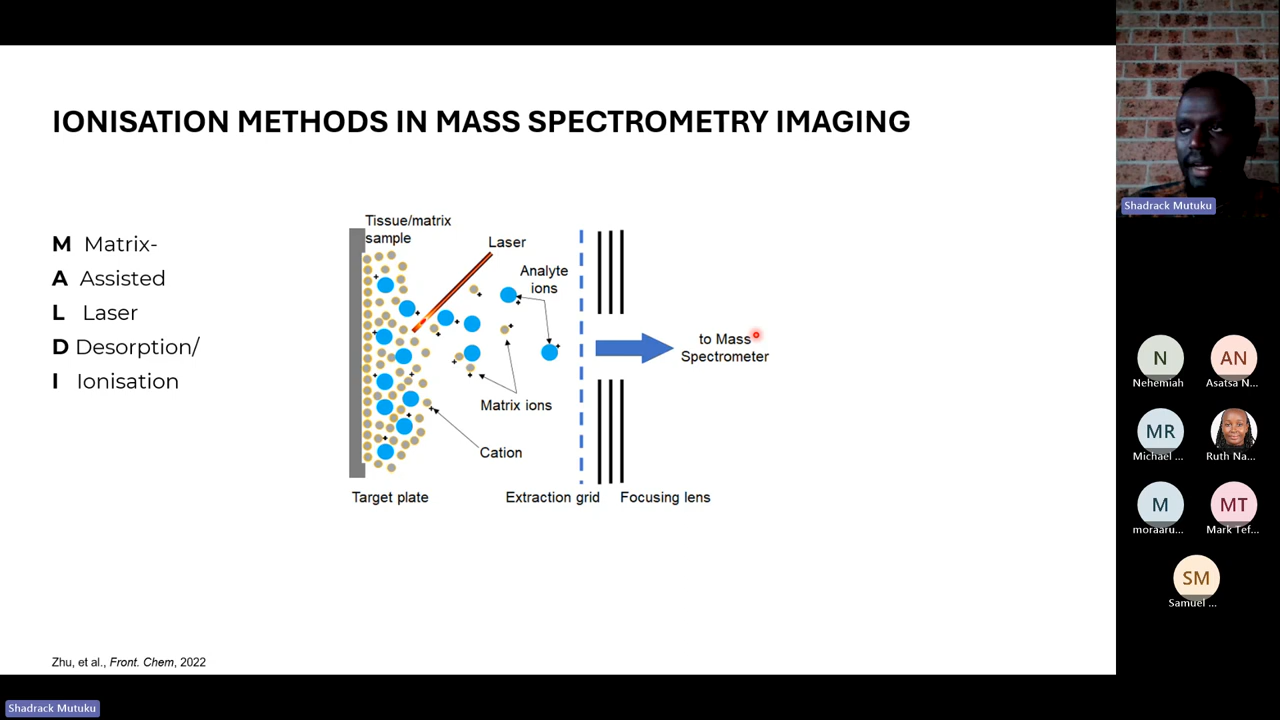 IONISATION METHODS IN MASS SPECTROMETRY IMAGING
M Matrix-
A Assisted
L Laser
D Desorption/
I Ionisation
Tissue/matrix
sample
Laser
Analyte
ions
to Mass
Spectrometer
Matrix ions
Cation
Target plate
Extraction grid
Focusing lens
Zhu, et al., Front. Chem, 2022
Shadrack Mutuku
Shadrack Mutuku
N
Nehemiah
AN
Asatsa N...
MR
Michael ...
Ruth Na...
M
moraaru...
MT
Mark Tef...
SM
Samuel ...